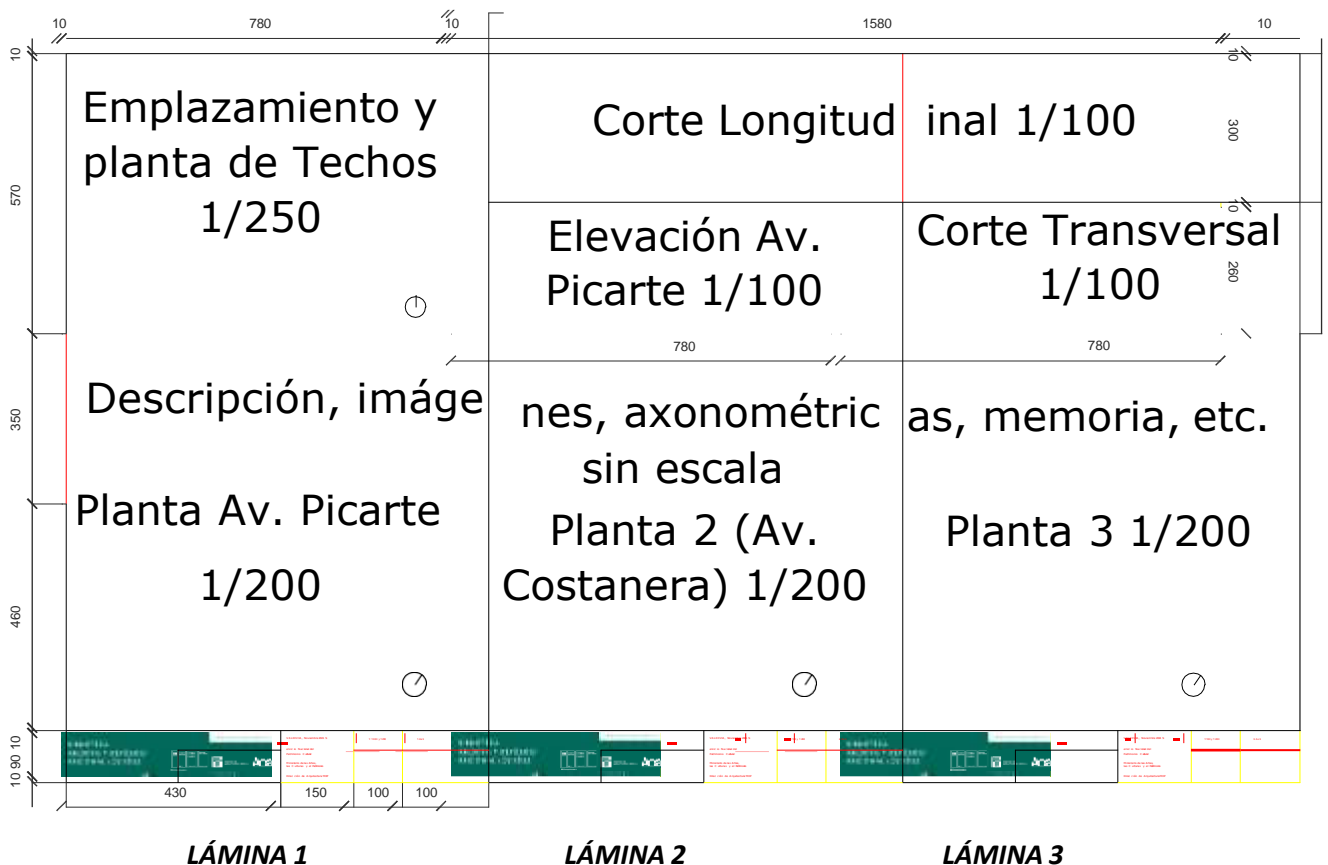 10 780 10 1580 10
Emplazamiento y
planta de Techos
1/250
Corte Longitud inal 1/100
Elevación Av.
Picarte 1/100
Corte Transversal
1/100
10
570
350
460
10
90
10
10
300
10
260
780 780
Descripción, imáge nes, axonométric as, memoria, etc.
sin escala
Planta Av. Picarte
1/200
Planta 2 (Av.
Costanera) 1/200
Planta 3 1/200
430 150 100 100
LÁMINA 1 LÁMINA 2 LÁMINA 3